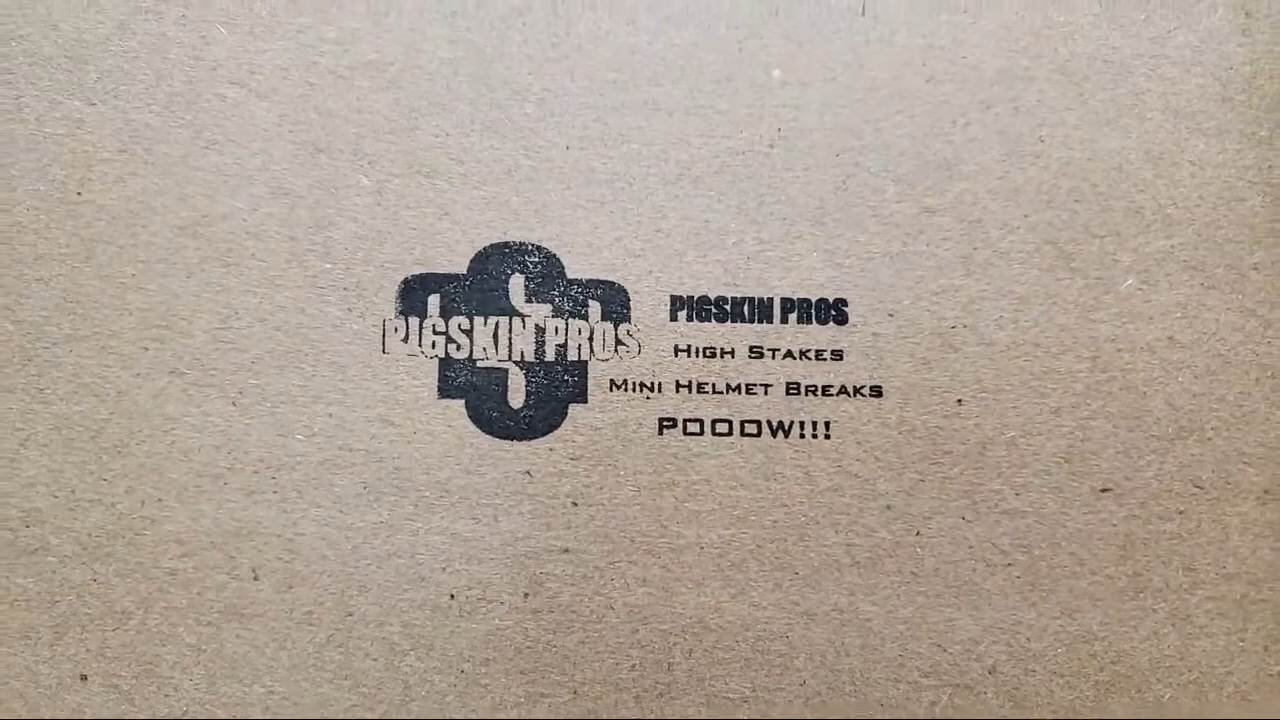 PIGSKIN PROS
PIGSKIN PROS
HIGH STAKES
MINI HELMET BREAKS
POOOW!!!